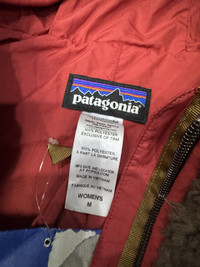 patagonia
100% POLYESTER
EXCLUSIVE OF TRIM
100% POLYESTER
À PART LA GARNITURE
MADE IN VIETNAM
FABRIQUÉ AU VIETNAM
WOMEN'S
M